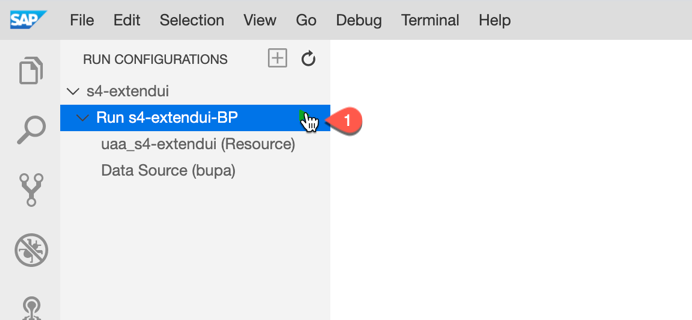 SAP File Edit Selection View Go Debug Terminal Help
RUN CONFIGURATIONS
s4-extendui
Run s4-extendui-BP
1
uaa_s4-extendui (Resource)
Data Source (bupa)